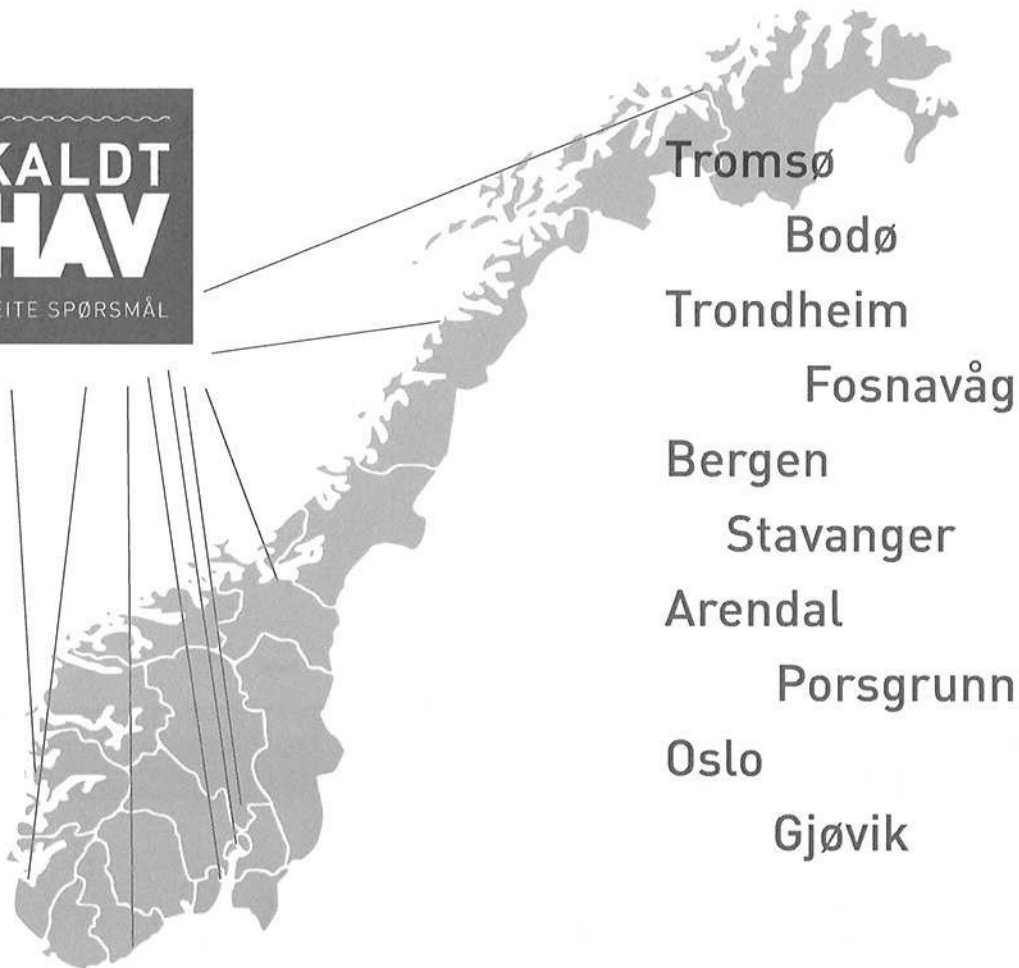 KALDT
HAV
EITE SPØRSMÅL
Tromsø
Bodø
Trondheim
Fosnavåg
Bergen
Stavanger
Arendal
Porsgrunn
Oslo
Gjøvik